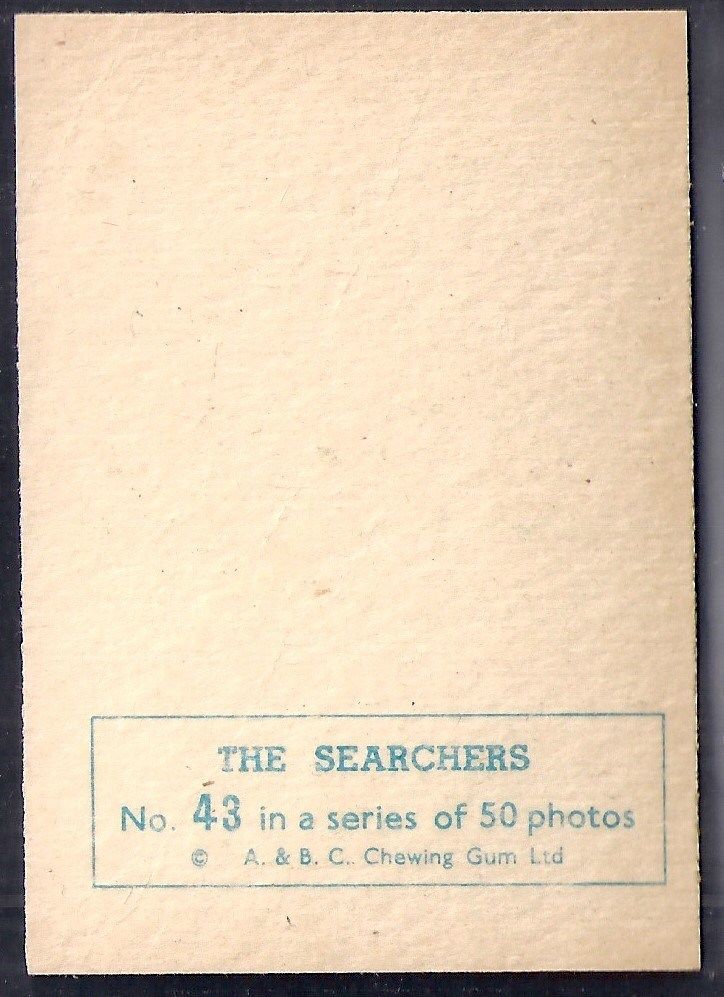 THE SEARCHERS
No. 43 in a series of 50 photos
© A. & B. C. Chewing Gum Ltd